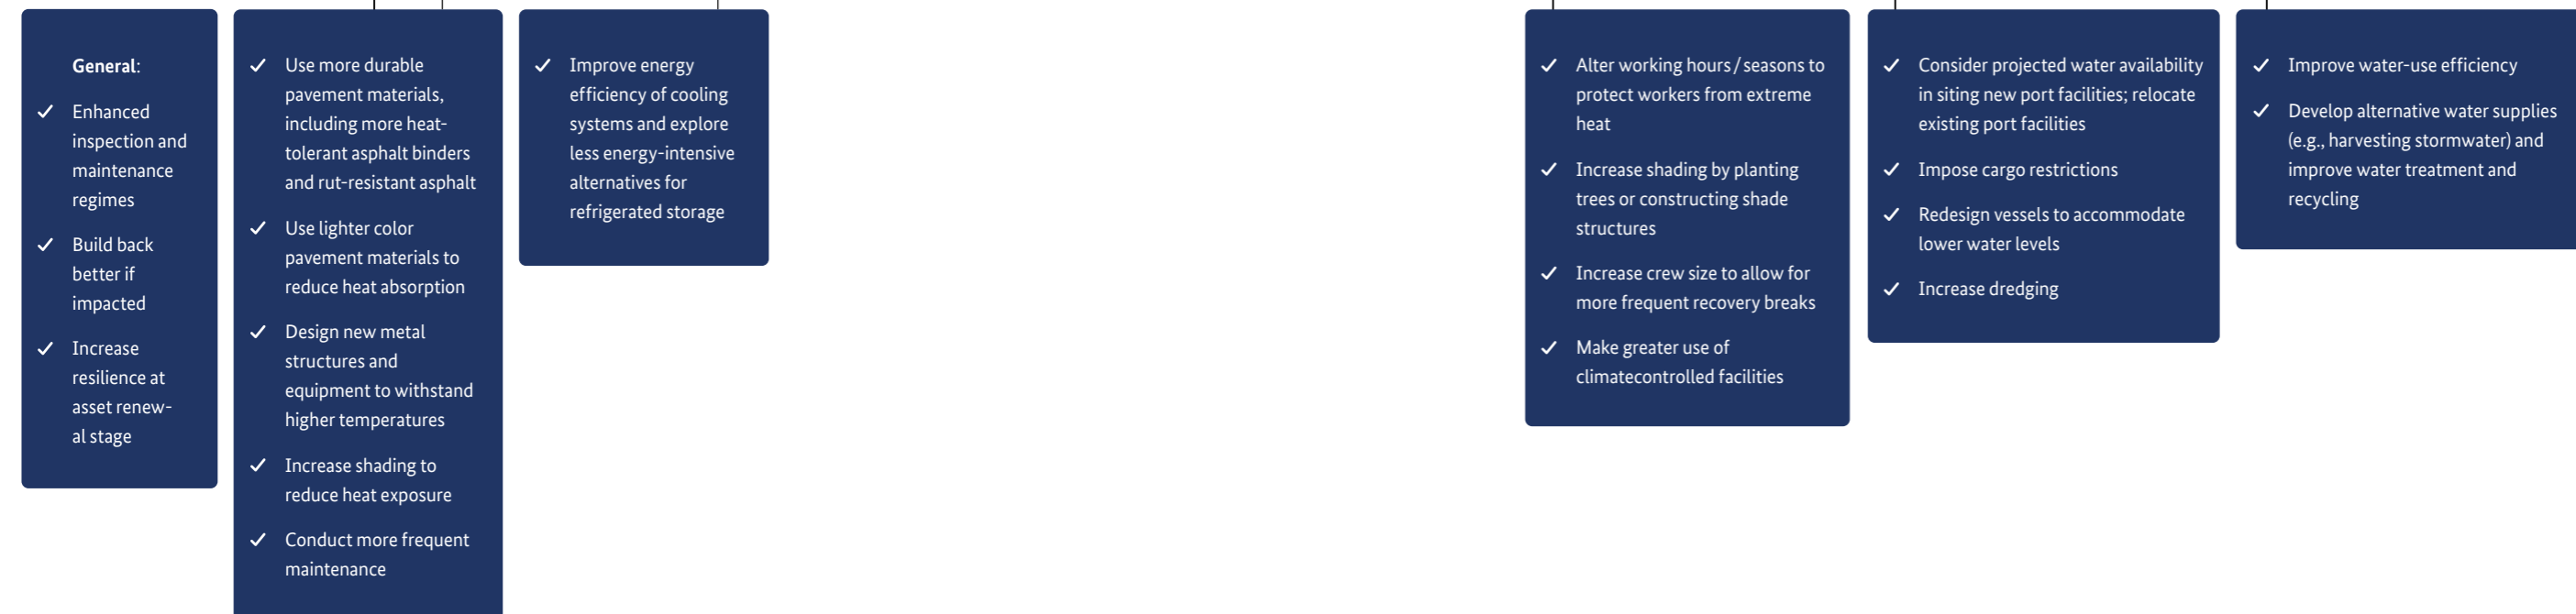 General:
✓ Enhanced
inspection and
maintenance
regimes
✓ Build back
better if
impacted
✓ Increase
resilience at
asset renew-
al stage
✓ Use more durable
pavement materials,
including more heat-
tolerant asphalt binders
and rut-resistant asphalt
✓ Use lighter color
pavement materials to
reduce heat absorption
✓ Design new metal
structures and
equipment to withstand
higher temperatures
✓ Increase shading to
reduce heat exposure
✓ Conduct more frequent
maintenance
✓ Improve energy
efficiency of cooling
systems and explore
less energy-intensive
alternatives for
refrigerated storage
✓ Alter working hours / seasons to
protect workers from extreme
heat
✓ Increase shading by planting
trees or constructing shade
structures
✓ Increase crew size to allow for
more frequent recovery breaks
✓ Make greater use of
climatecontrolled facilities
✓ Consider projected water availability
in siting new port facilities; relocate
existing port facilities
✓ Impose cargo restrictions
✓ Redesign vessels to accommodate
lower water levels
✓ Increase dredging
✓ Improve water-use efficiency
✓ Develop alternative water supplies
(e.g., harvesting stormwater) and
improve water treatment and
recycling